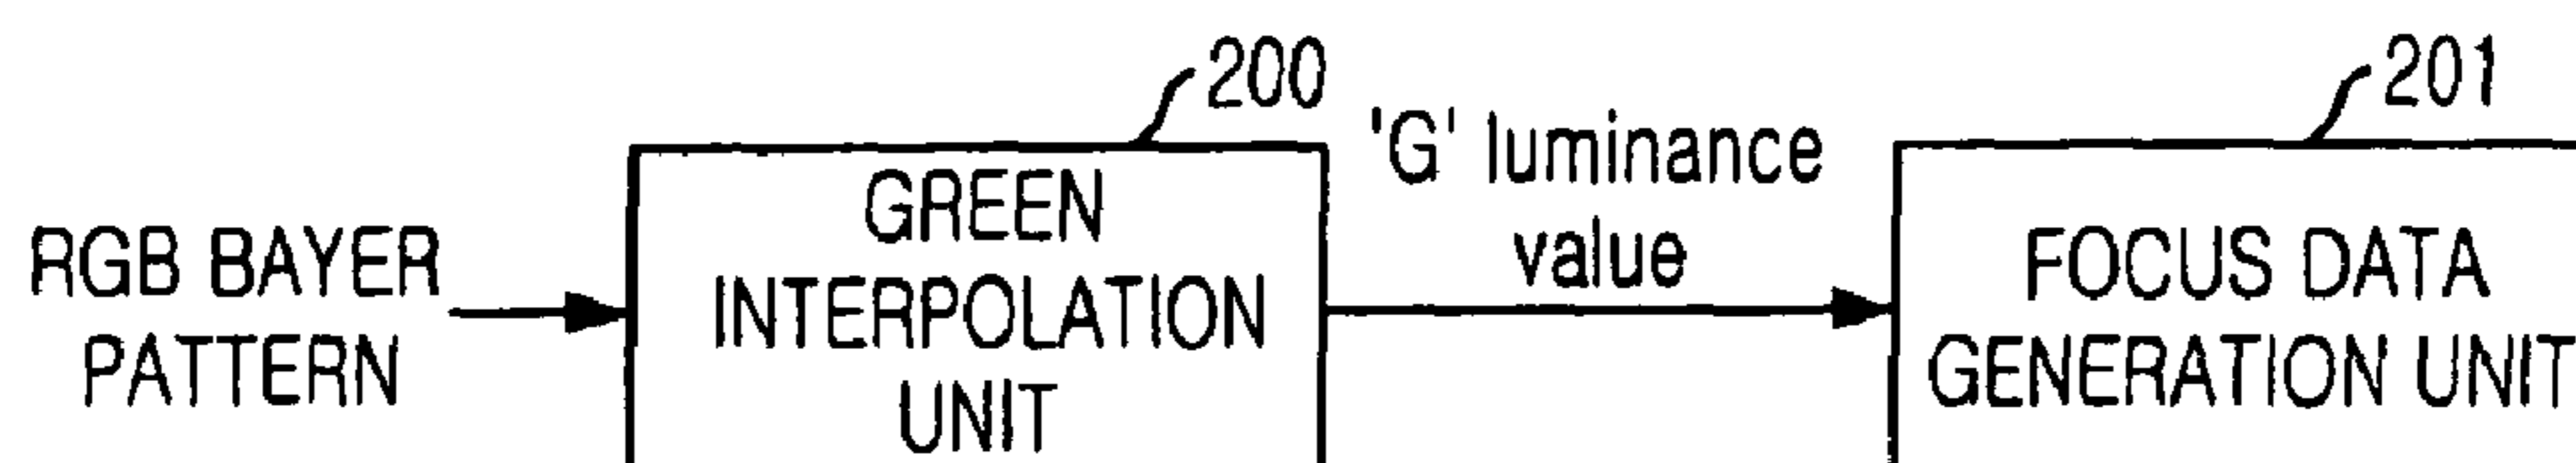 200
201
'G' luminance
value
RGB BAYER
PATTERN
GREEN
INTERPOLATION
UNIT
FOCUS DATA
GENERATION UNIT